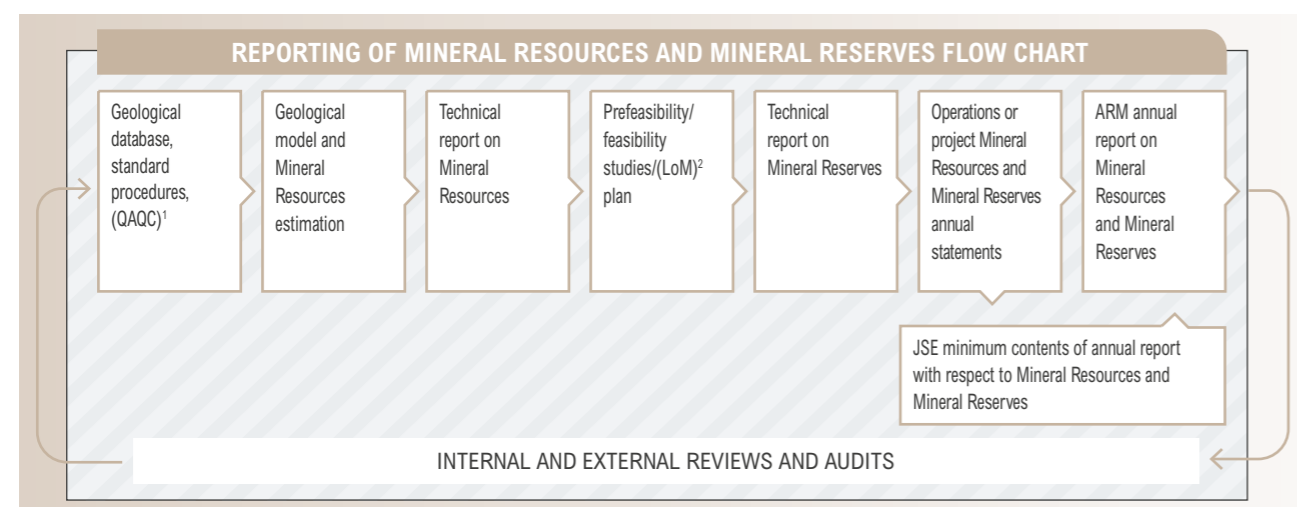 REPORTING OF MINERAL RESOURCES AND MINERAL RESERVES FLOW CHART
Geological
database,
standard
procedures,
(QAQC)¹
Geological
model and
Mineral
Resources
estimation
Technical
report on
Mineral
Resources
Prefeasibility/
feasibility
studies/(LoM)²
plan
Technical
report on
Mineral Reserves
Operations or
project Mineral
Resources and
Mineral Reserves
annual
statements
ARM annual
report on
Mineral
Resources
and Mineral
Reserves
JSE minimum contents of annual report
with respect to Mineral Resources and
Mineral Reserves
INTERNAL AND EXTERNAL REVIEWS AND AUDITS